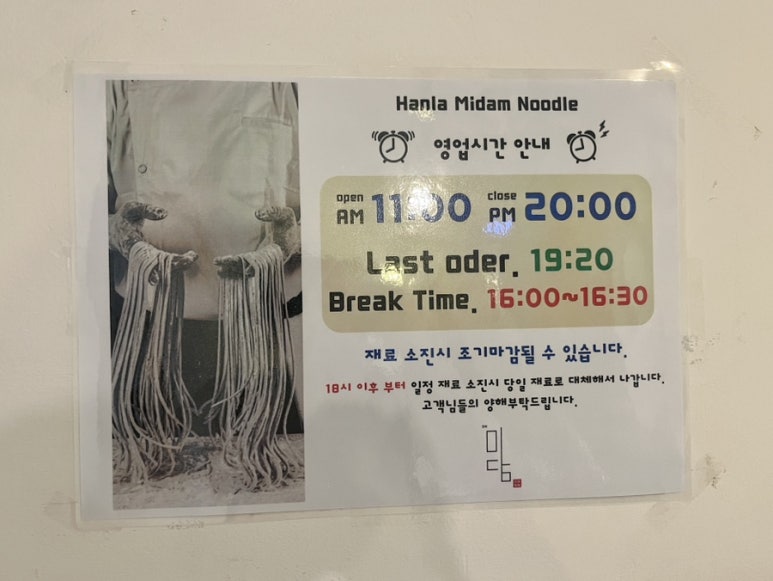 Hanla Midam Noodle
영업시간 안내
open AM 11:00 close PM 20:00
Last oder. 19:20
Break Time. 16:00~16:30
재료 소진시 조기마감될 수 있습니다.
18시 이후 부터 일정 재료 소진시 당일 재료로 대체해서 나갑니다.
고객님들의 양해부탁드립니다.
미담